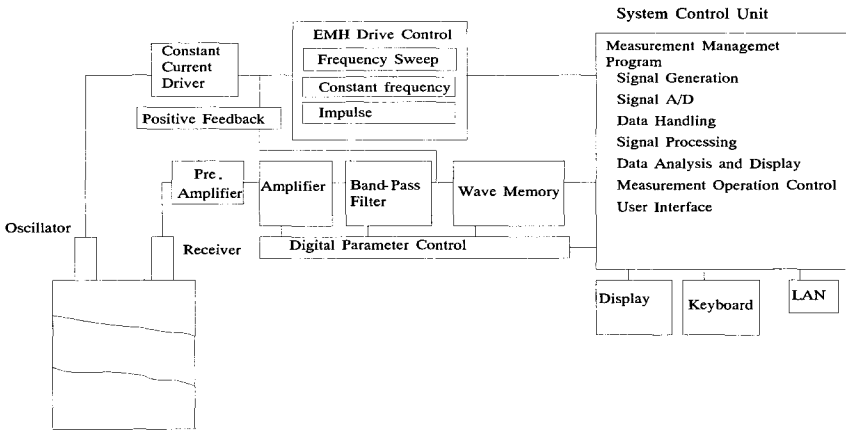 System Control Unit
EMH Drive Control
Frequency Sweep
Constant frequency
Impulse
Constant
Current
Driver
Positive Feedback
Measurement Managemet
Program
Signal Generation
Signal A/D
Data Handling
Signal Processing
Data Analysis and Display
Measurement Operation Control
User Interface
Pre.
Amplifier
Amplifier
Band-Pass
Filter
Wave Memory
Oscillator
Receiver
Digital Parameter Control
Display
Keyboard
LAN